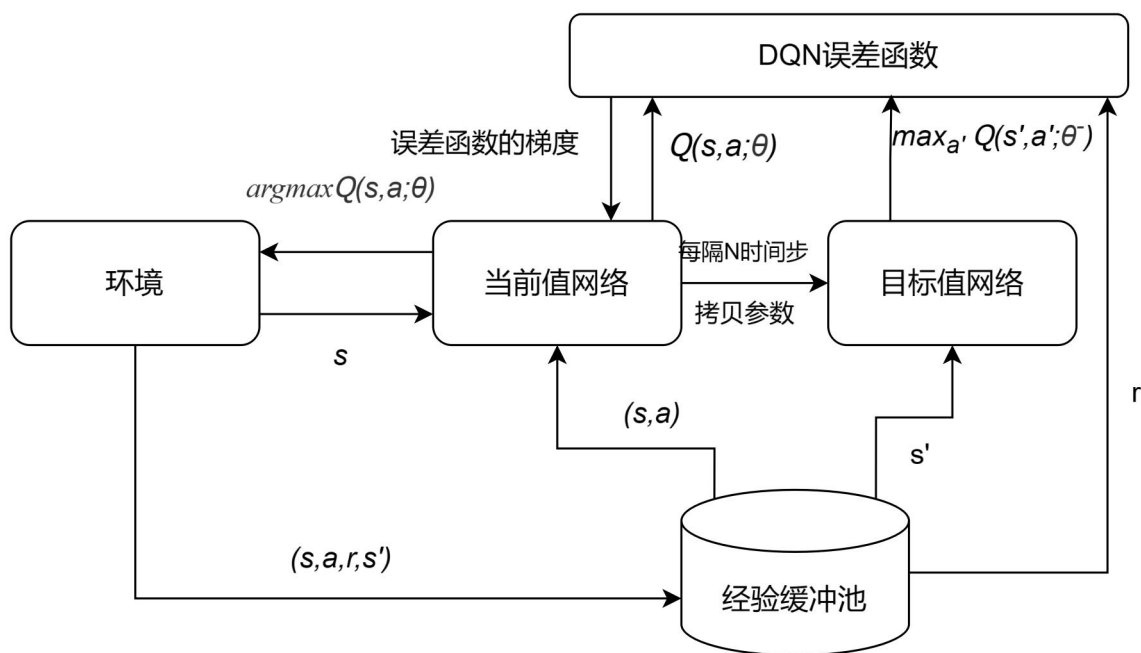 DQN误差函数
误差函数的梯度
Q(s,a;θ)
max_a' Q(s',a';θ⁻)
argmaxQ(s,a;θ)
环境
当前值网络
每隔N时间步
拷贝参数
目标值网络
s
r
(s,a)
s'
(s,a,r,s')
经验缓冲池